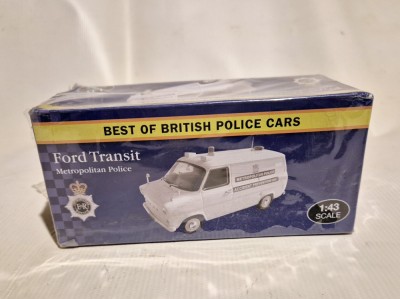 BEST OF BRITISH POLICE CARS
Ford Transit
Metropolitan Police
1:43
SCALE